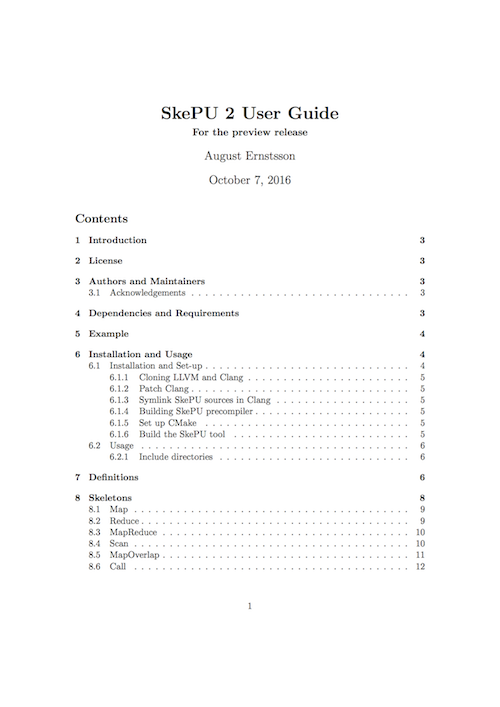 SkePU 2 User Guide
For the preview release
August Ernstsson
October 7, 2016
Contents
1 Introduction 3
2 License 3
3 Authors and Maintainers 3
3.1 Acknowledgements . . . . . . . . . . . . . . . . . . . . . . . . . . . . . . . 3
4 Dependencies and Requirements 3
5 Example 4
6 Installation and Usage 4
6.1 Installation and Set-up . . . . . . . . . . . . . . . . . . . . . . . . . . . . . 4
6.1.1 Cloning LLVM and Clang . . . . . . . . . . . . . . . . . . . . . . . 5
6.1.2 Patch Clang . . . . . . . . . . . . . . . . . . . . . . . . . . . . . . . 5
6.1.3 Symlink SkePU sources in Clang . . . . . . . . . . . . . . . . . . . 5
6.1.4 Building SkePU precompiler . . . . . . . . . . . . . . . . . . . . . . 5
6.1.5 Set up CMake . . . . . . . . . . . . . . . . . . . . . . . . . . . . . 5
6.1.6 Build the SkePU tool . . . . . . . . . . . . . . . . . . . . . . . . . 5
6.2 Usage . . . . . . . . . . . . . . . . . . . . . . . . . . . . . . . . . . . . . . 6
6.2.1 Include directories . . . . . . . . . . . . . . . . . . . . . . . . . . . 6
7 Definitions 6
8 Skeletons 8
8.1 Map . . . . . . . . . . . . . . . . . . . . . . . . . . . . . . . . . . . . . . . 9
8.2 Reduce . . . . . . . . . . . . . . . . . . . . . . . . . . . . . . . . . . . . . . 9
8.3 MapReduce . . . . . . . . . . . . . . . . . . . . . . . . . . . . . . . . . . . 10
8.4 Scan . . . . . . . . . . . . . . . . . . . . . . . . . . . . . . . . . . . . . . . 10
8.5 MapOverlap . . . . . . . . . . . . . . . . . . . . . . . . . . . . . . . . . . . 11
8.6 Call . . . . . . . . . . . . . . . . . . . . . . . . . . . . . . . . . . . . . . . 12
1